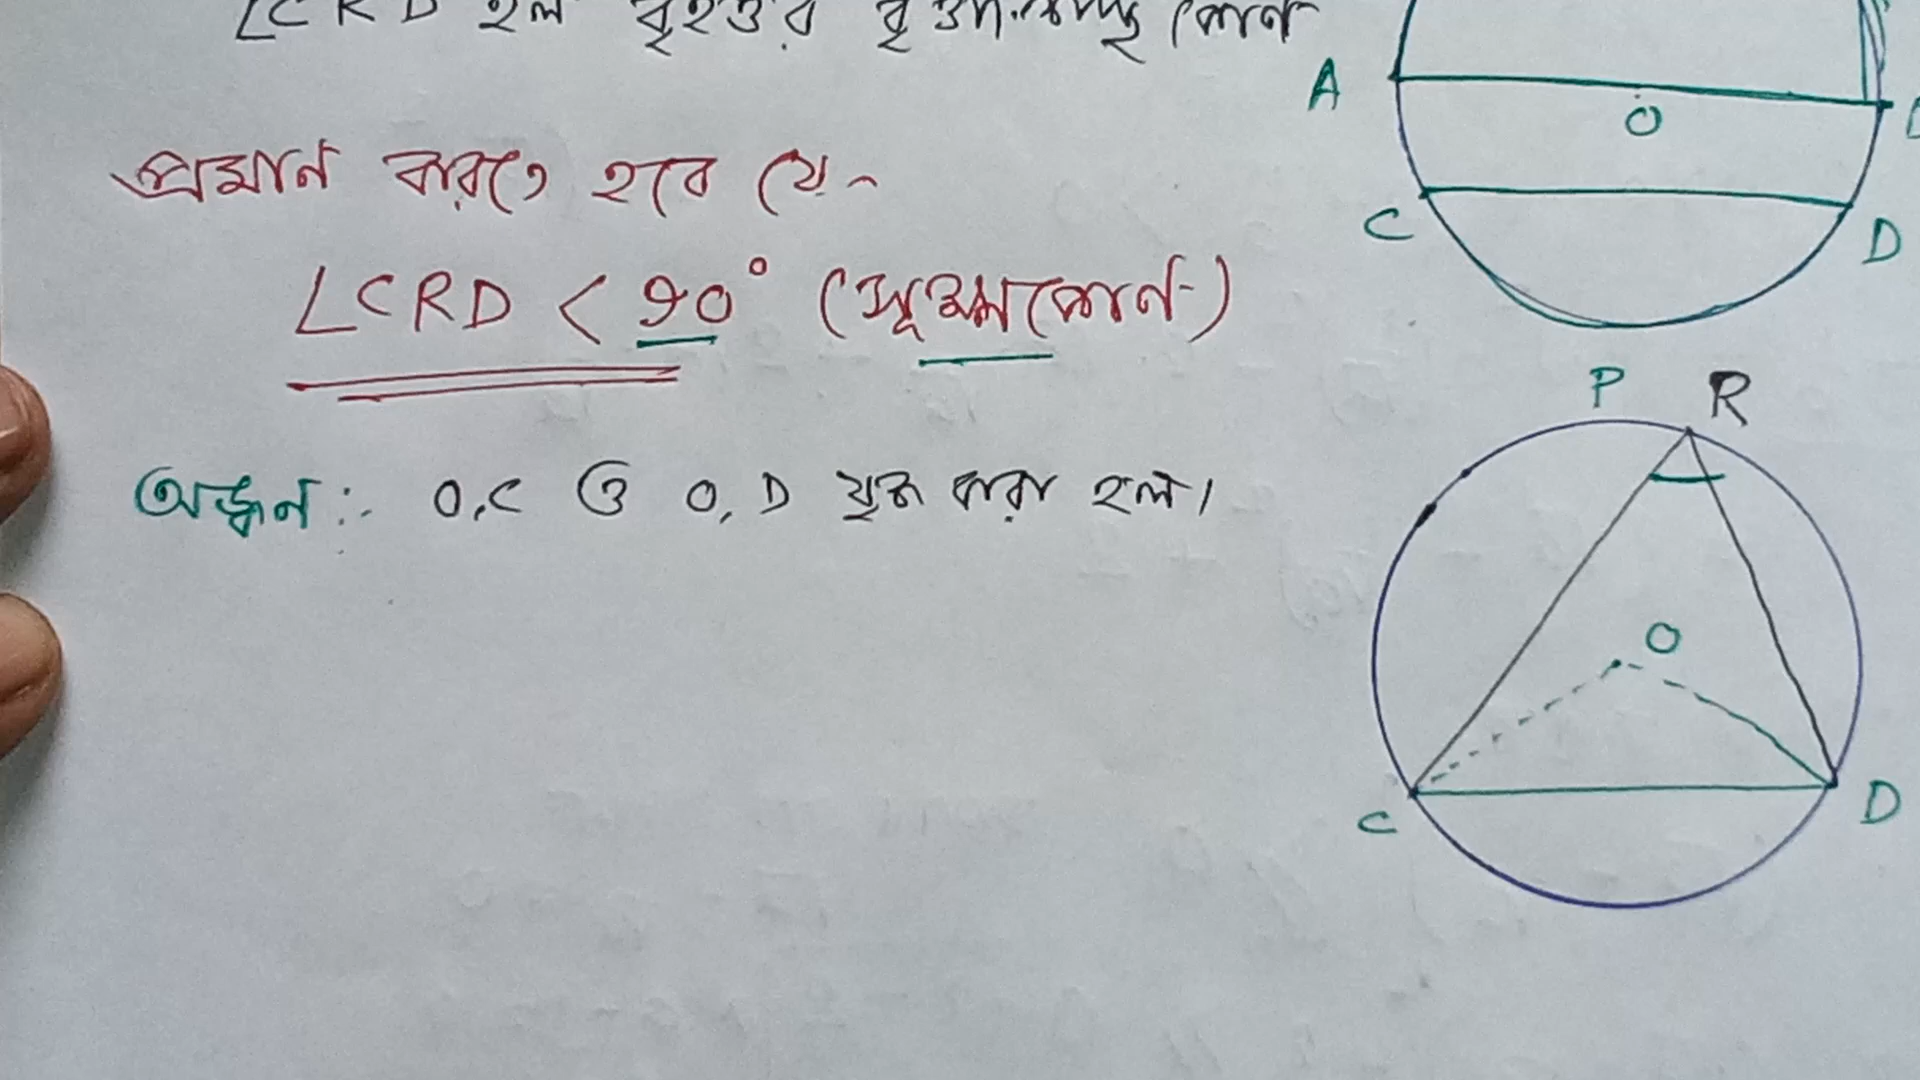 ∠CRD হল বৃহত্তর বৃত্তাংশস্থ কোণ
প্রমান করতে হবে যে-
∠CRD < 90° (সূক্ষ্মকোণ)
অঙ্কন:- O,C ও O,D যুক্ত করা হল।
A
O
C
D
P R
O
C
D